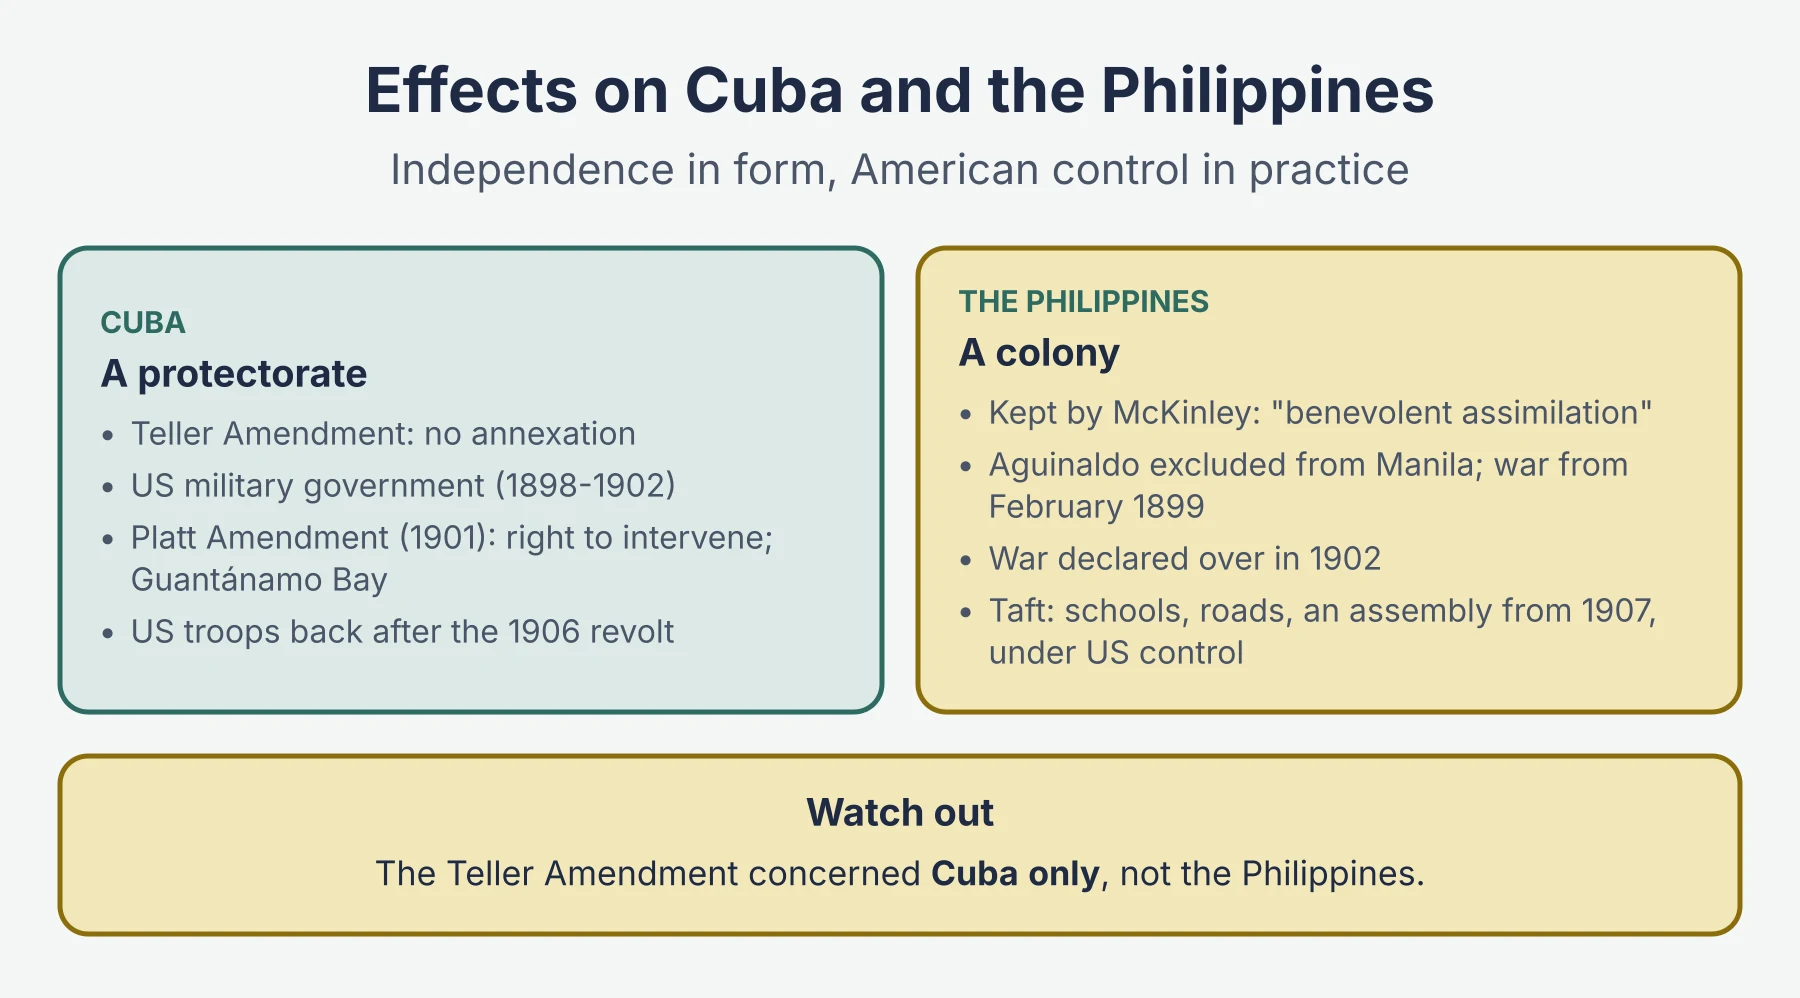 Effects on Cuba and the Philippines
Independence in form, American control in practice
CUBA
A protectorate
• Teller Amendment: no annexation
• US military government (1898-1902)
• Platt Amendment (1901): right to intervene;
Guantánamo Bay
• US troops back after the 1906 revolt
THE PHILIPPINES
A colony
• Kept by McKinley: "benevolent assimilation"
• Aguinaldo excluded from Manila; war from
February 1899
• War declared over in 1902
• Taft: schools, roads, an assembly from 1907,
under US control
Watch out
The Teller Amendment concerned Cuba only, not the Philippines.